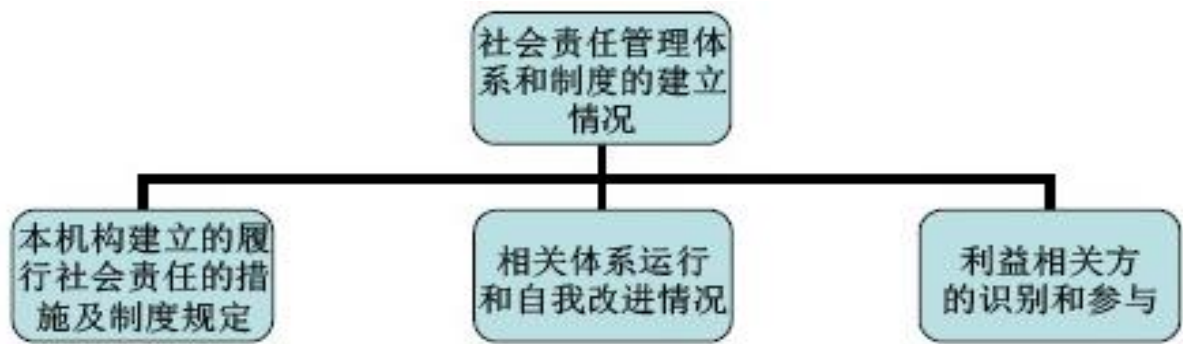 社会责任管理体
系和制度的建立
情况
本机构建立的履
行社会责任的措
施及制度规定
相关体系运行
和自我改进情况
利益相关方
的识别和参与